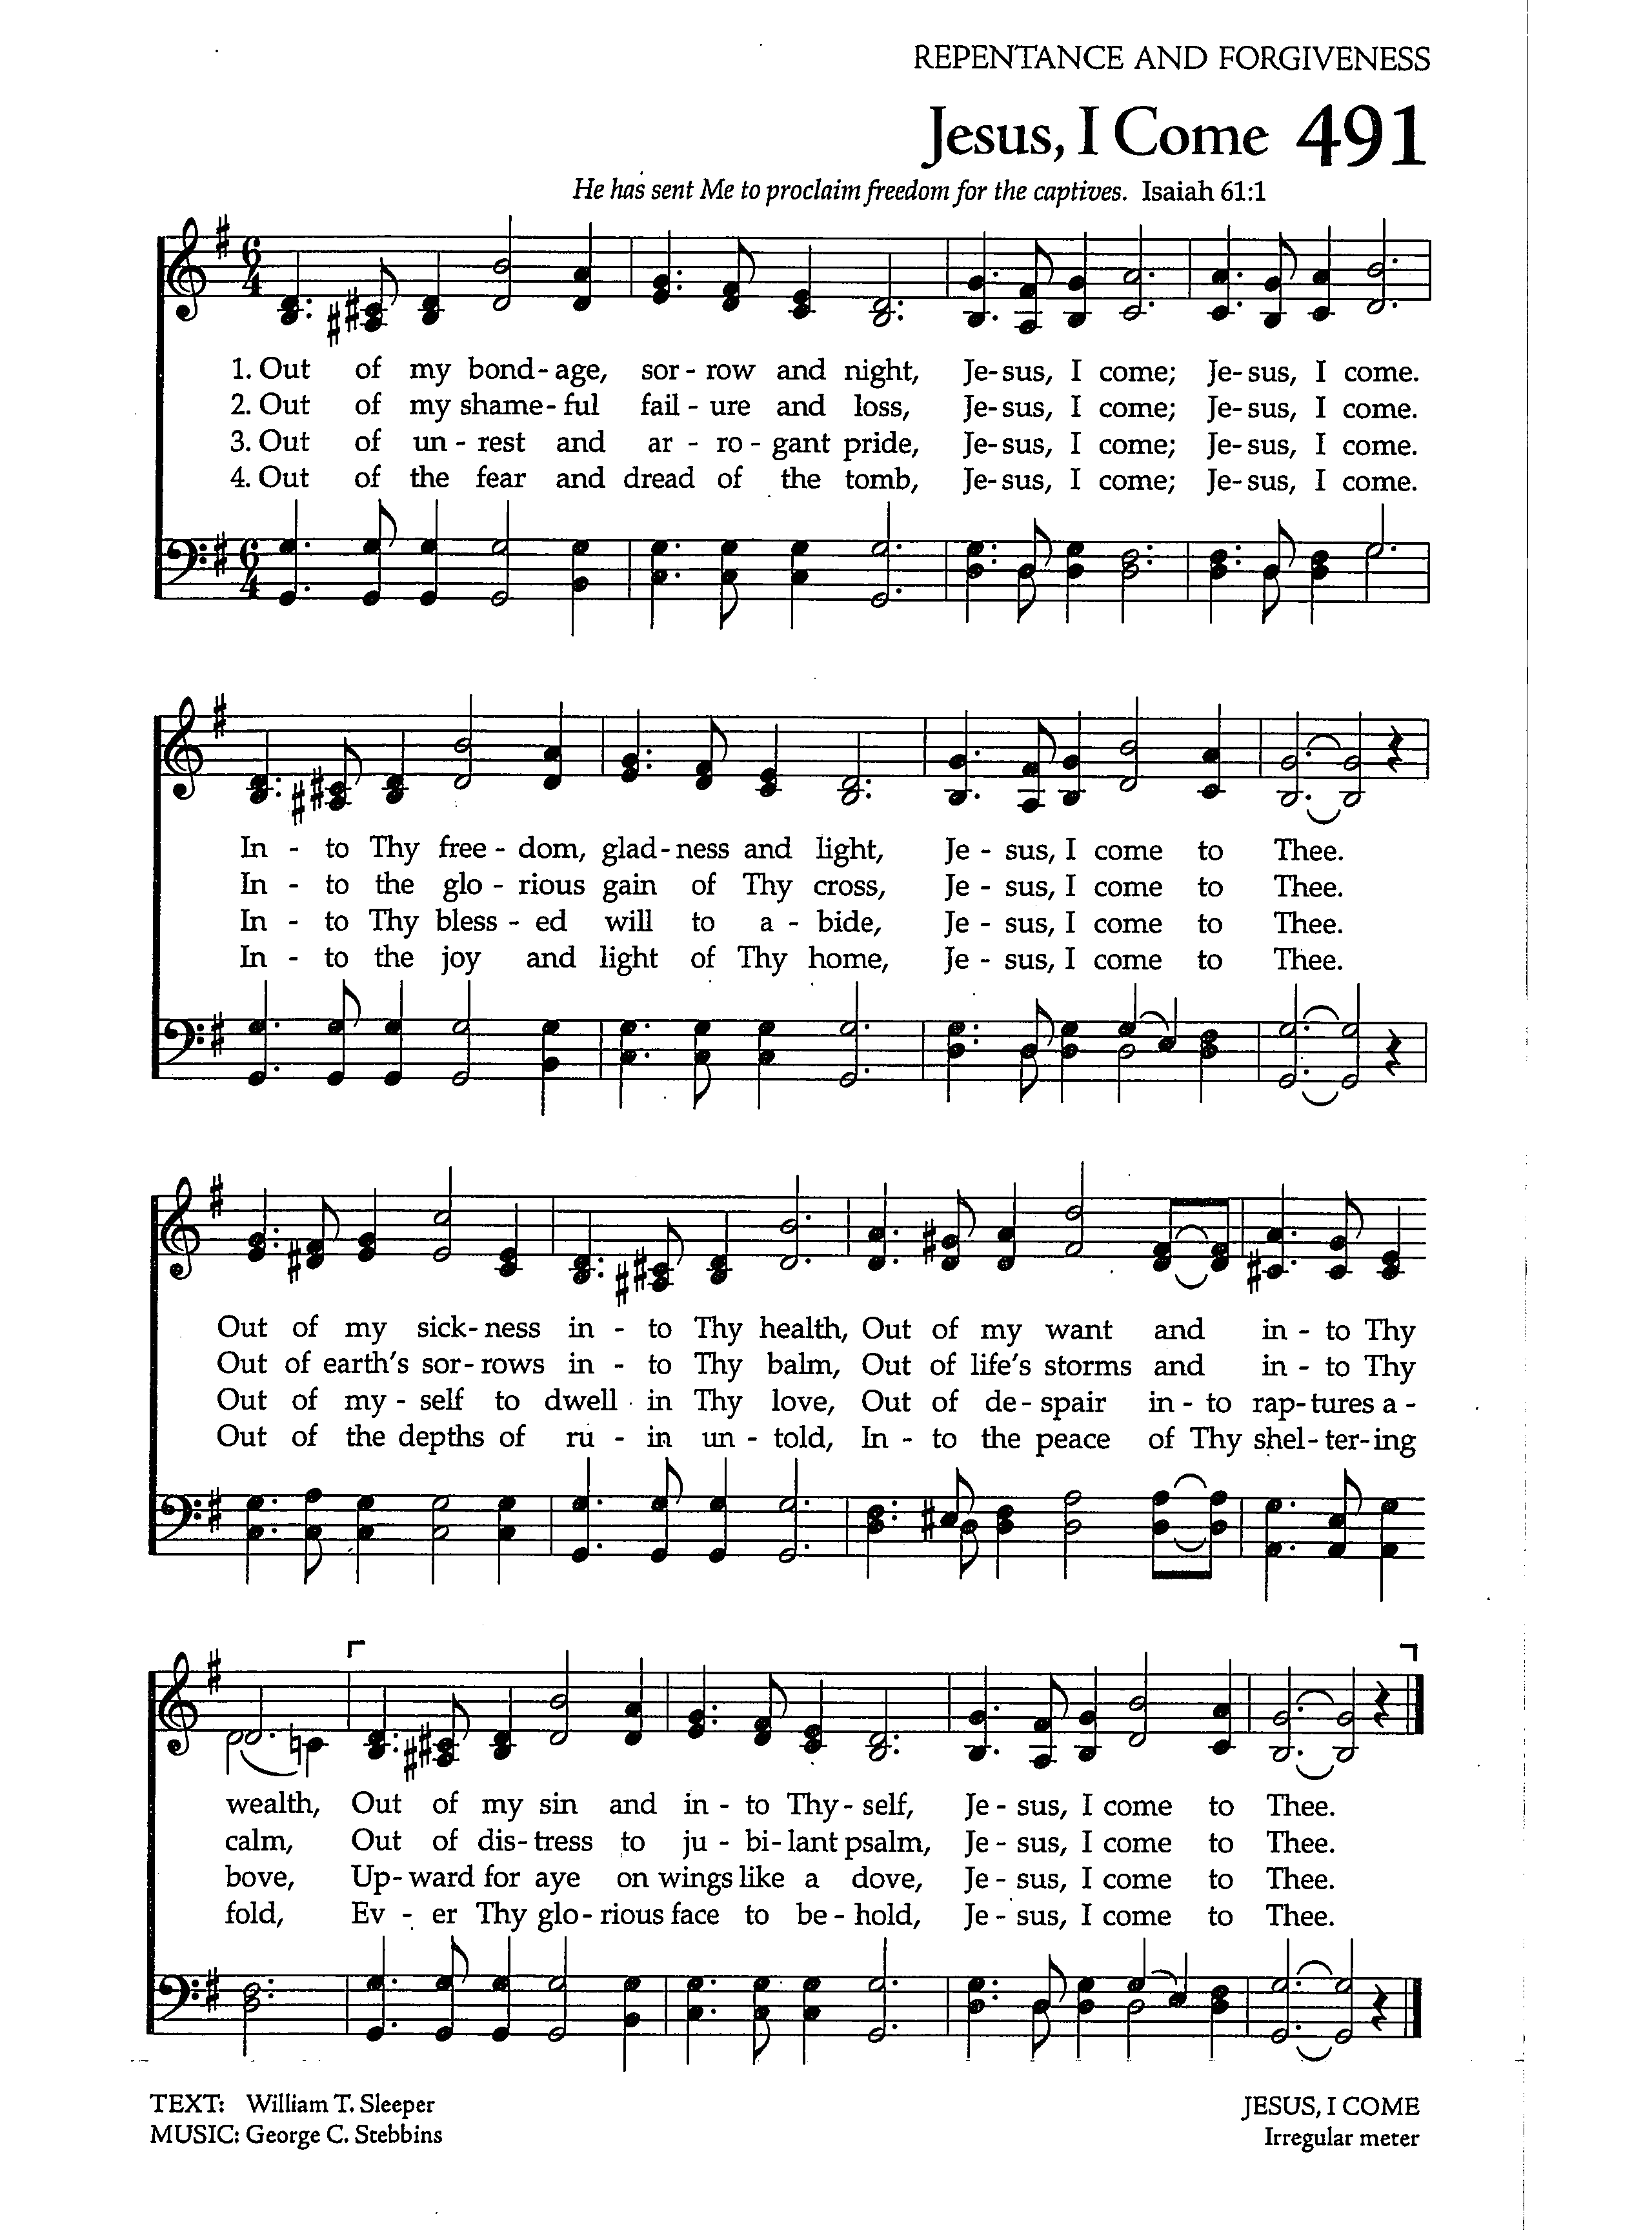 REPENTANCE AND FORGIVENESS
Jesus, I Come 491
He has sent Me to proclaim freedom for the captives. Isaiah 61:1
6
4
1. Out of my bond - age, sor - row and night, Je - sus, I come; Je - sus, I come.
2. Out of my shame - ful fail - ure and loss, Je - sus, I come; Je - sus, I come.
3. Out of un - rest and ar - ro - gant pride, Je - sus, I come; Je - sus, I come.
4. Out of the fear and dread of the tomb, Je - sus, I come; Je - sus, I come.
6
4
In - to Thy free - dom, glad - ness and light, Je - sus, I come to Thee.
In - to the glo - rious gain of Thy cross, Je - sus, I come to Thee.
In - to Thy bless - ed will to a - bide, Je - sus, I come to Thee.
In - to the joy and light of Thy home, Je - sus, I come to Thee.
Out of my sick - ness in - to Thy health, Out of my want and in - to Thy
Out of earth's sor - rows in - to Thy balm, Out of life's storms and in - to Thy
Out of my - self to dwell in Thy love, Out of de - spair in - to rap - tures a -
Out of the depths of ru - in un - told, In - to the peace of Thy shel - ter - ing
wealth, Out of my sin and in - to Thy - self, Je - sus, I come to Thee.
calm, Out of dis - tress to ju - bi - lant psalm, Je - sus, I come to Thee.
bove, Up - ward for aye on wings like a dove, Je - sus, I come to Thee.
fold, Ev - er Thy glo - rious face to be - hold, Je - sus, I come to Thee.
TEXT: William T. Sleeper
MUSIC: George C. Stebbins
JESUS, I COME
Irregular meter